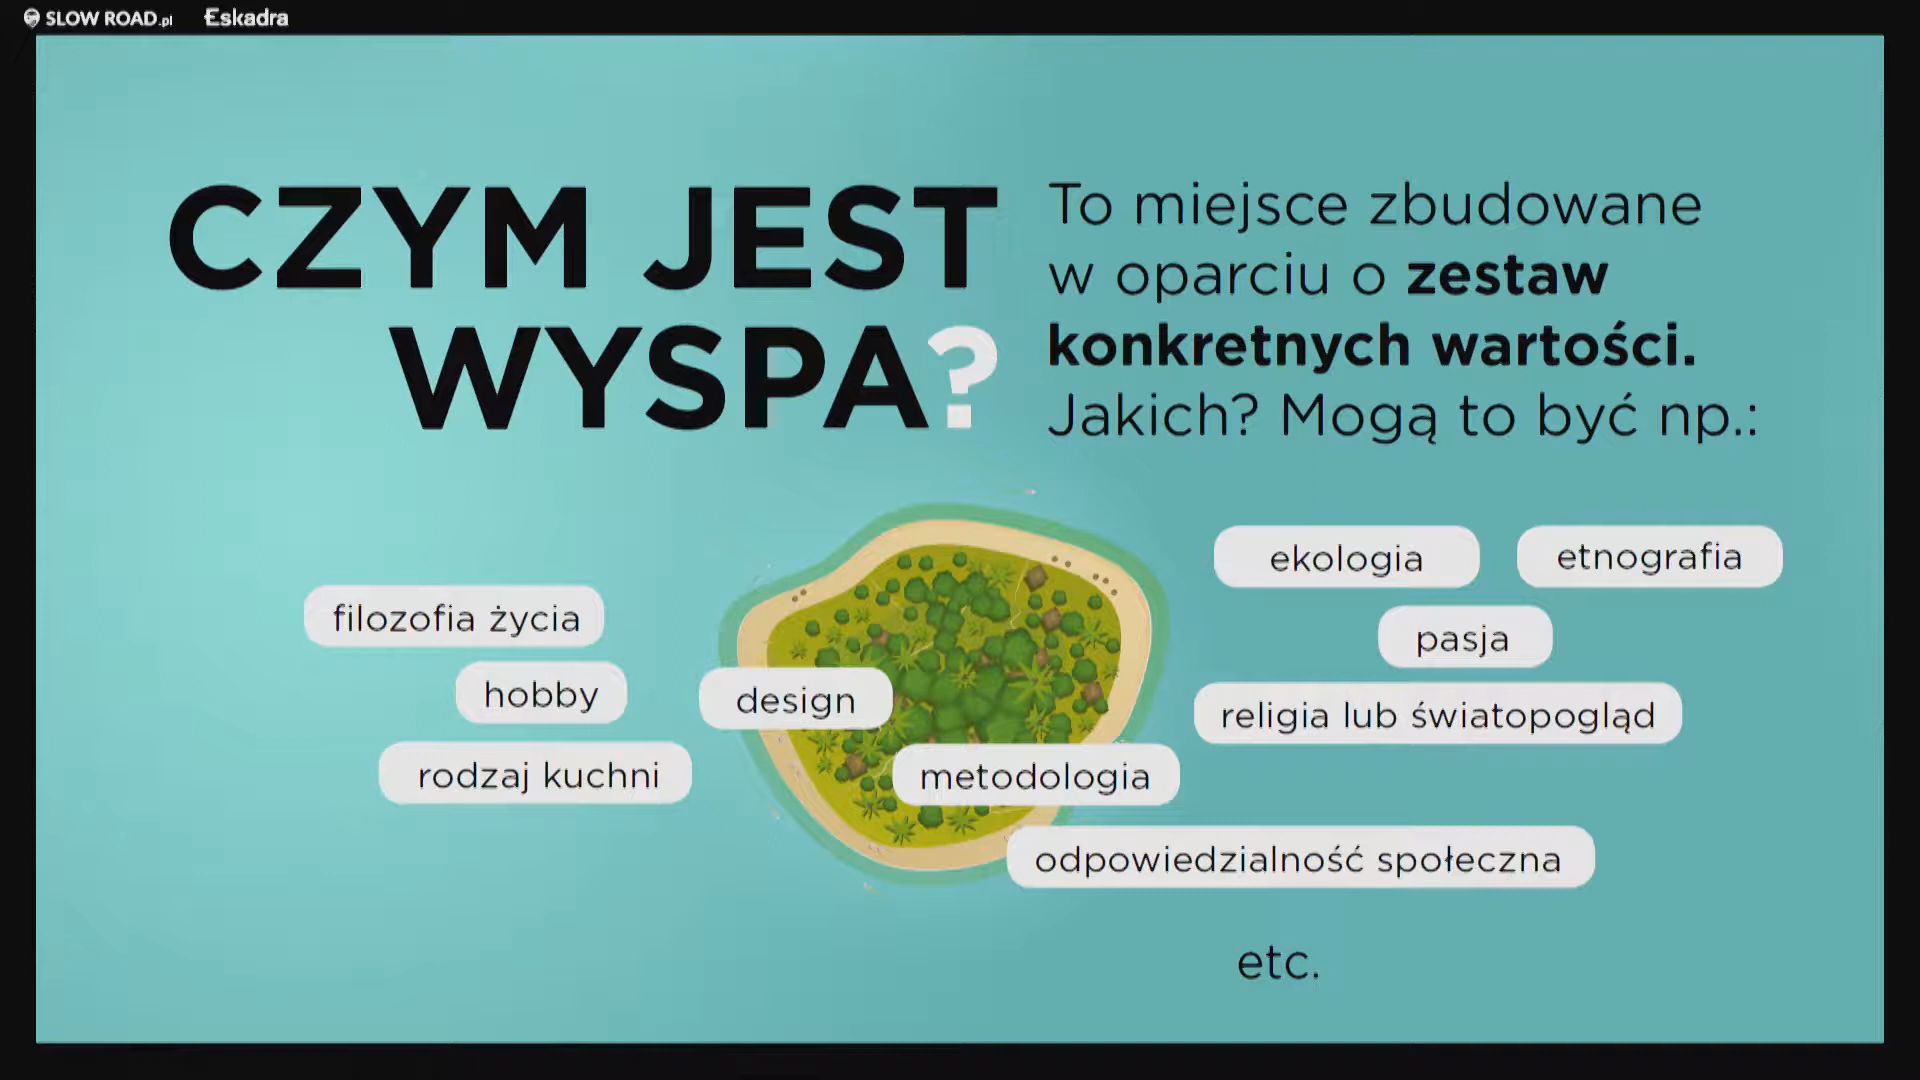 SLOW ROAD.pl
Eskadra
CZYM JEST
WYSPA?
To miejsce zbudowane
w oparciu o zestaw
konkretnych wartości.
Jakich? Mogą to być np.:
filozofia życia
hobby
design
rodzaj kuchni
metodologia
ekologia
etnografia
pasja
religia lub światopogląd
odpowiedzialność społeczna
etc.